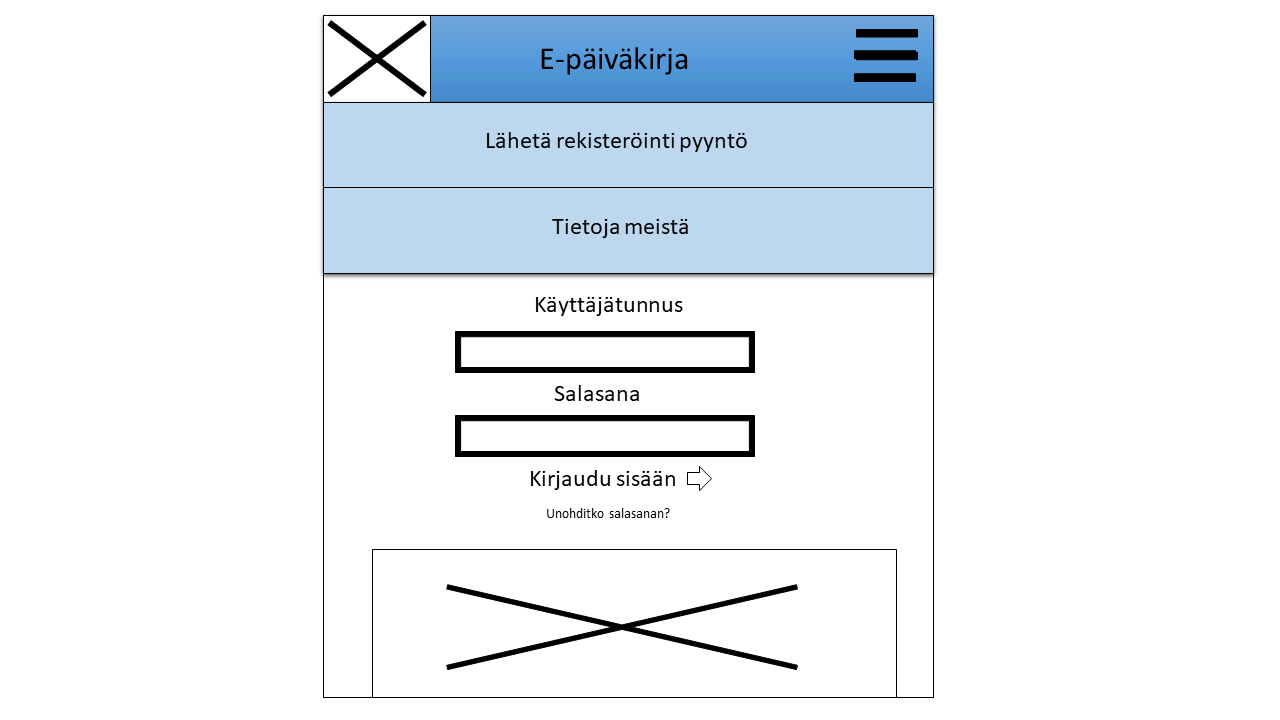 E-päiväkirja
Lähetä rekisteröinti pyyntö
Tietoja meistä
Käyttäjätunnus
Salasana
Kirjaudu sisään
Unohditko salasanan?